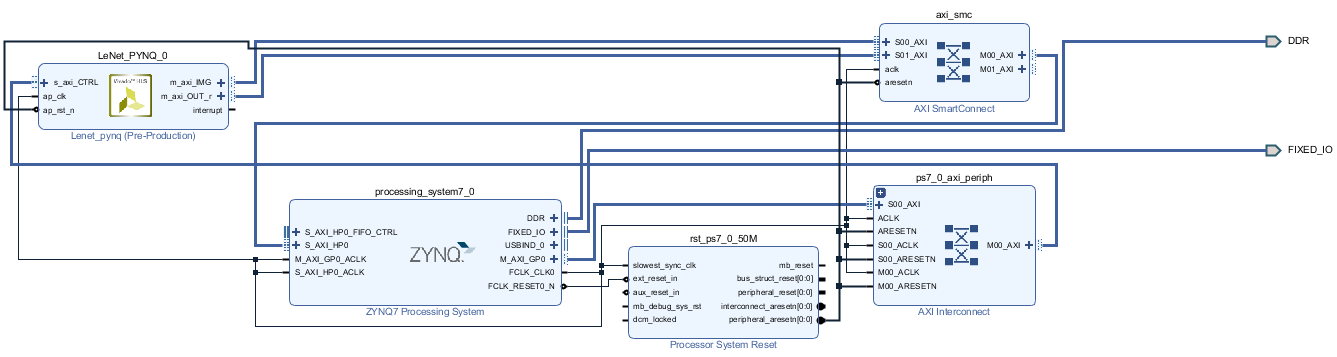 axi_smc
S00_AXI
S01_AXI
aclk
aresetn
M00_AXI
M01_AXI
AXI SmartConnect
DDR
FIXED_IO
LeNet_PYNQ_0
s_axi_CTRL
ap_clk
ap_rst_n
Vivado™ HLS
m_axi_IMG
m_axi_OUT_r
interrupt
Lenet_pynq (Pre-Production)
processing_system7_0
S_AXI_HP0_FIFO_CTRL
S_AXI_HP0
M_AXI_GP0_ACLK
S_AXI_HP0_ACLK
ZYNQ
DDR
FIXED_IO
USBIND_0
M_AXI_GP0
FCLK_CLK0
FCLK_RESET0_N
ZYNQ7 Processing System
rst_ps7_0_50M
slowest_sync_clk
ext_reset_in
aux_reset_in
mb_debug_sys_rst
dcm_locked
mb_reset
bus_struct_reset[0:0]
peripheral_reset[0:0]
interconnect_aresetn[0:0]
peripheral_aresetn[0:0]
Processor System Reset
ps7_0_axi_periph
S00_AXI
ACLK
ARESETN
S00_ACLK
S00_ARESETN
M00_ACLK
M00_ARESETN
M00_AXI
AXI Interconnect